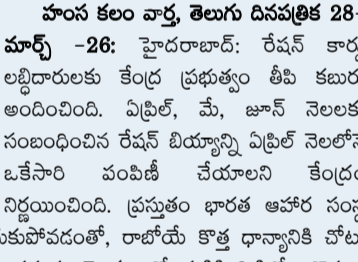 హంస కలం వార్త, తెలుగు దినపత్రిక 28-
మార్చ్ -26: హైదరాబాద్: రేషన్ కార్డ
లబ్ధిదారులకు కేంద్ర ప్రభుత్వం తీపి కబురు
అందించింది. ఏప్రిల్, మే, జూన్ నెలలకు
సంబంధించిన రేషన్ బియ్యాన్ని ఏప్రిల్ నెలలోనే
ఒకేసారి పంపిణీ చేయాలని కేంద్రం
నిర్ణయించింది. ప్రస్తుతం భారత ఆహార సంస్థ
కుపోవడంతో, రాబోయే కొత్త ధాన్యానికి చోటు